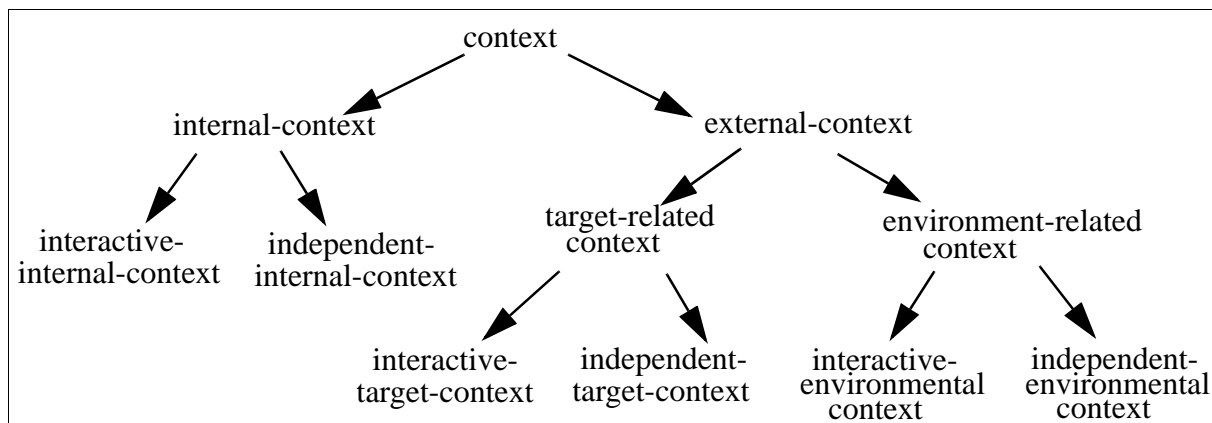 context
internal-context
external-context
interactive-
internal-context
independent-
internal-context
target-related
context
environment-related
context
interactive-
target-context
independent-
target-context
interactive-
environmental
context
independent-
environmental
context